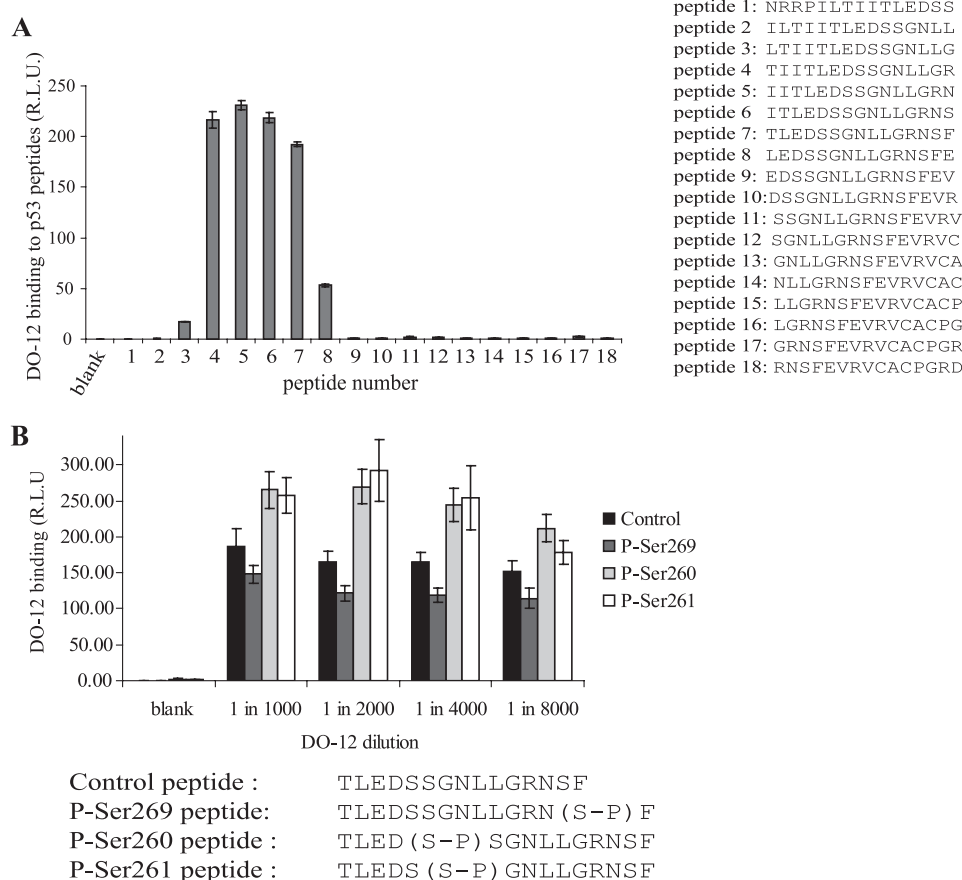 A
DO-12 binding to p53 peptides (R.L.U.)
250
200
150
100
50
0
blank 1 2 3 4 5 6 7 8 9 10 11 12 13 14 15 16 17 18
peptide number
peptide 1: NRRPILTIITLEDSS
peptide 2 ILTIITLEDSSGNLL
peptide 3: LTIITLEDSSGNLLG
peptide 4 TIITLEDSSGNLLGR
peptide 5: IITLEDSSGNLLGRN
peptide 6 ITLEDSSGNLLGRNS
peptide 7: TLEDSSGNLLGRNSF
peptide 8 LEDSSGNLLGRNSFE
peptide 9: EDSSGNLLGRNSFEV
peptide 10: DSSGNLLGRNSFEVR
peptide 11: SSGNLLGRNSFEVRV
peptide 12 SGNLLGRNSFEVRVC
peptide 13: GNLLGRNSFEVRVCA
peptide 14: NLLGRNSFEVRVCAC
peptide 15: LLGRNSFEVRVCACP
peptide 16: LGRNSFEVRVCACPG
peptide 17: GRNSFEVRVCACPGR
peptide 18: RNSFEVRVCACPGRD
B
DO-12 binding (R.L.U
300.00
250.00
200.00
150.00
100.00
50.00
0.00
blank 1 in 1000 1 in 2000 1 in 4000 1 in 8000
DO-12 dilution
Control
P-Ser269
P-Ser260
P-Ser261
Control peptide : TLEDSSGNLLGRNSF
P-Ser269 peptide: TLEDSSGNLLGRN(S-P)F
P-Ser260 peptide : TLED(S-P)SGNLLGRNSF
P-Ser261 peptide : TLEDS(S-P)GNLLGRNSF